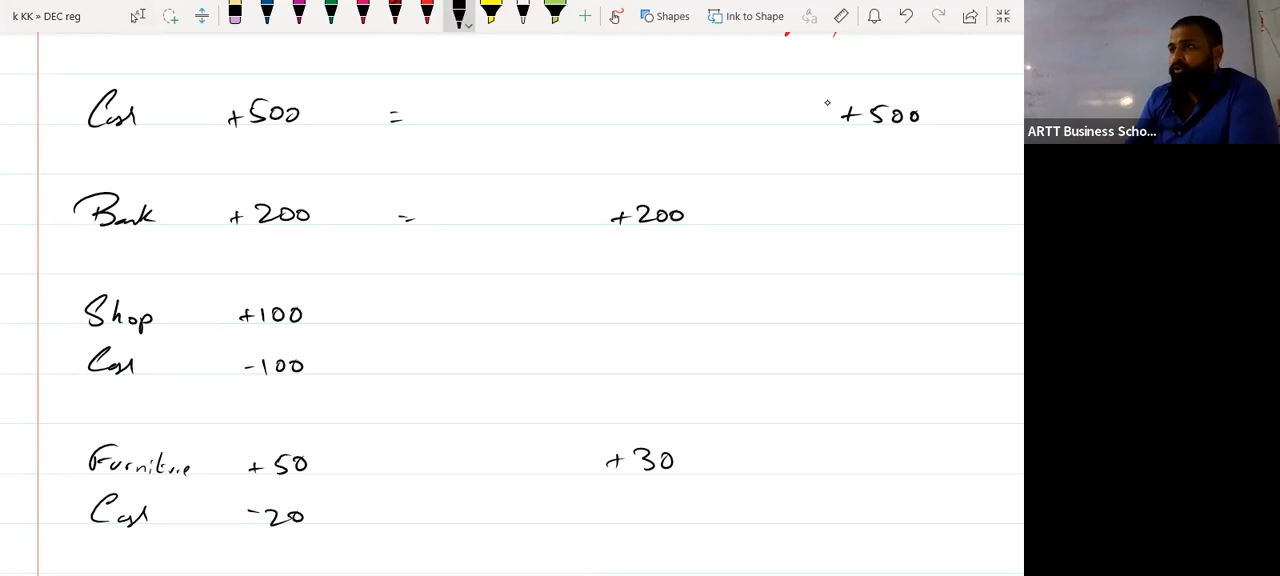 k KK » DEC reg Shapes Ink to Shape
Cash +500 = +500
ARTT Business Scho...
Bank +200 = +200
Shop +100
Cash -100
Furniture +50 +30
Cash -20